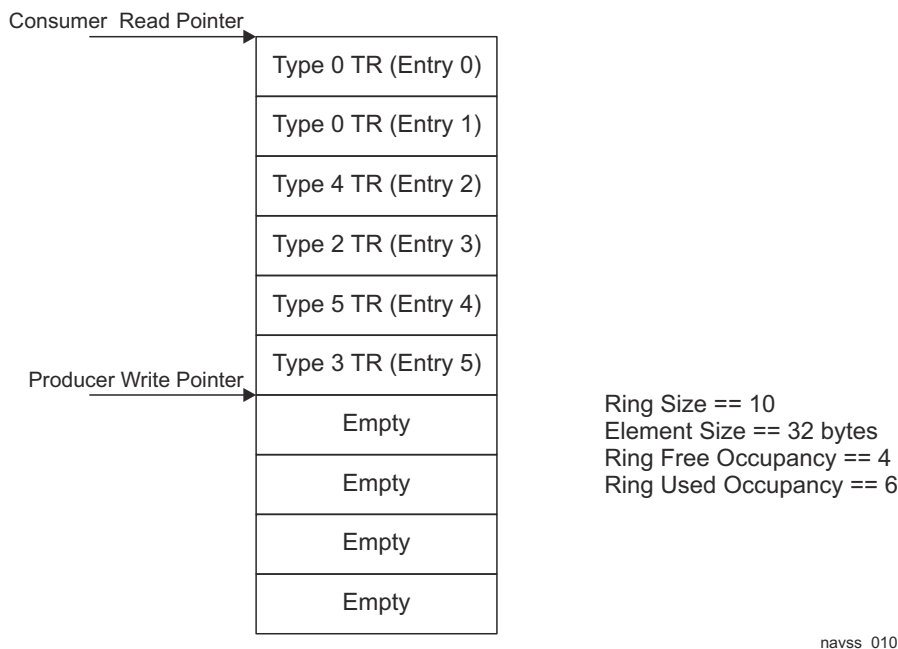 Consumer Read Pointer
Type 0 TR (Entry 0)
Type 0 TR (Entry 1)
Type 4 TR (Entry 2)
Type 2 TR (Entry 3)
Type 5 TR (Entry 4)
Type 3 TR (Entry 5)
Producer Write Pointer
Empty
Empty
Empty
Empty
Ring Size == 10
Element Size == 32 bytes
Ring Free Occupancy == 4
Ring Used Occupancy == 6
navss_010